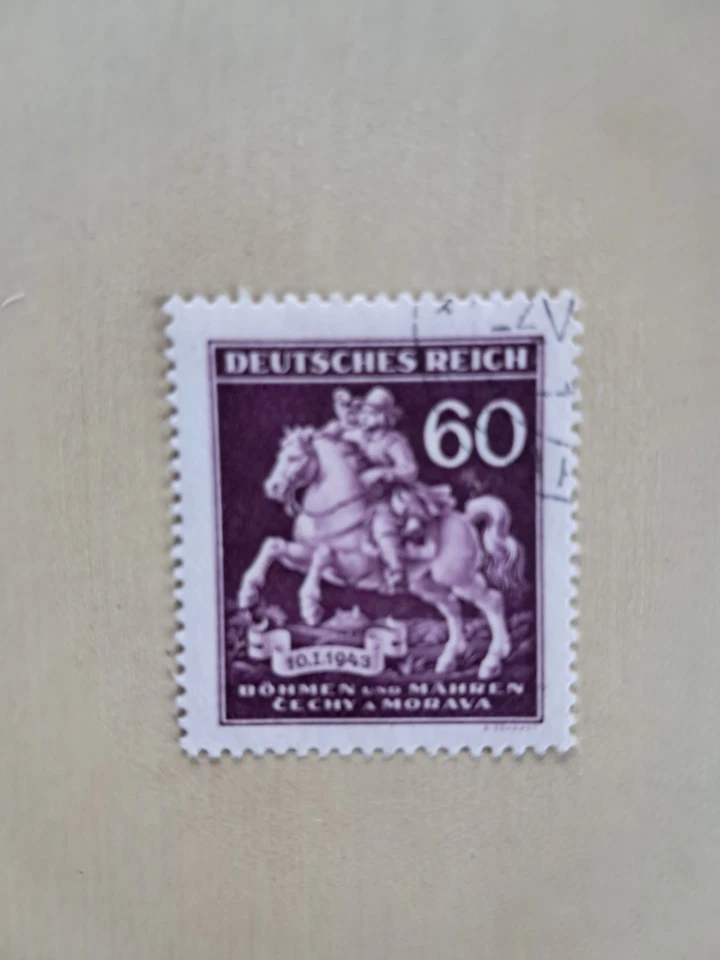 DEUTSCHES REICH
60
10.I.1943
BÖHMEN UND MÄHREN
ČECHY A MORAVA